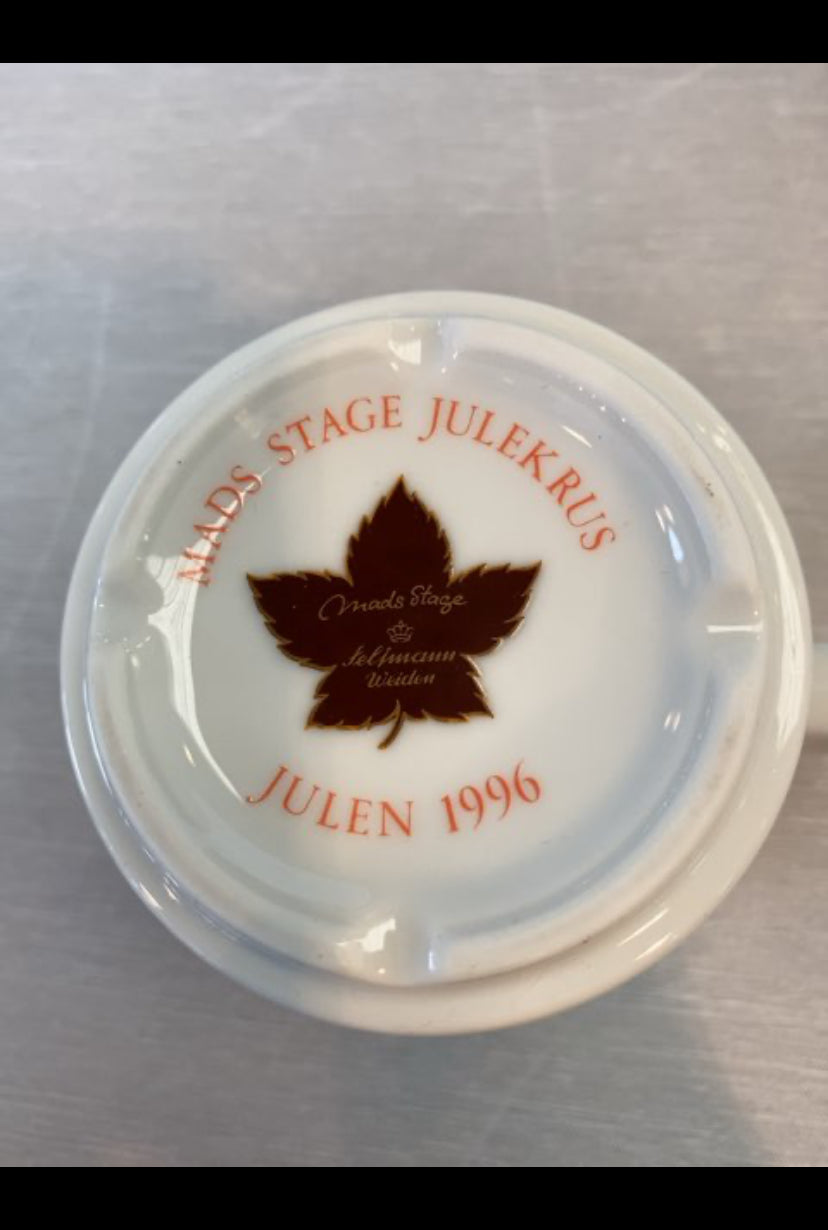 MADS STAGE JULEKRUS
Mads Stage
Seltmann
Weiden
JULEN 1996